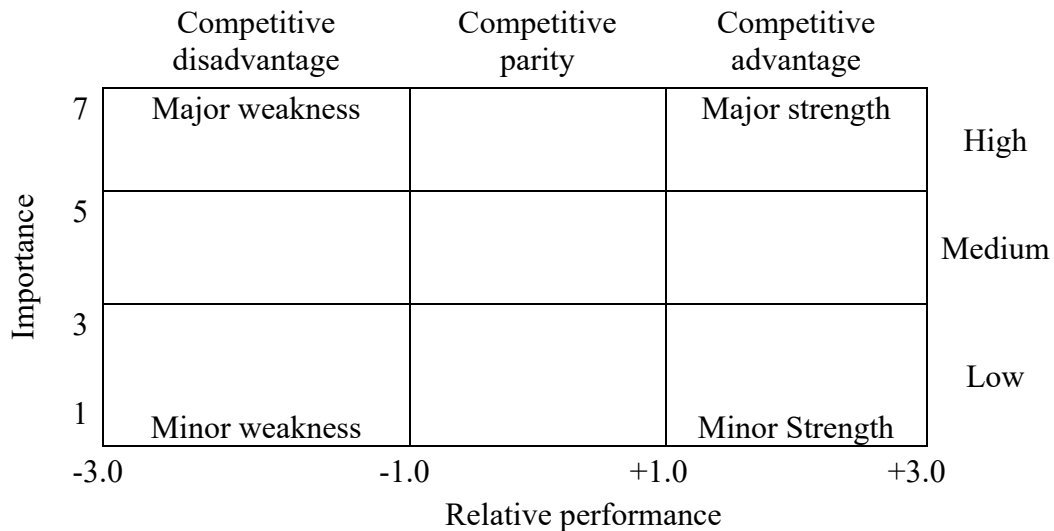 Competitive
disadvantage
Competitive
parity
Competitive
advantage
7
Major weakness
Major strength
High
Importance
5
Medium
3
Low
1
Minor weakness
Minor Strength
-3.0
-1.0
+1.0
+3.0
Relative performance